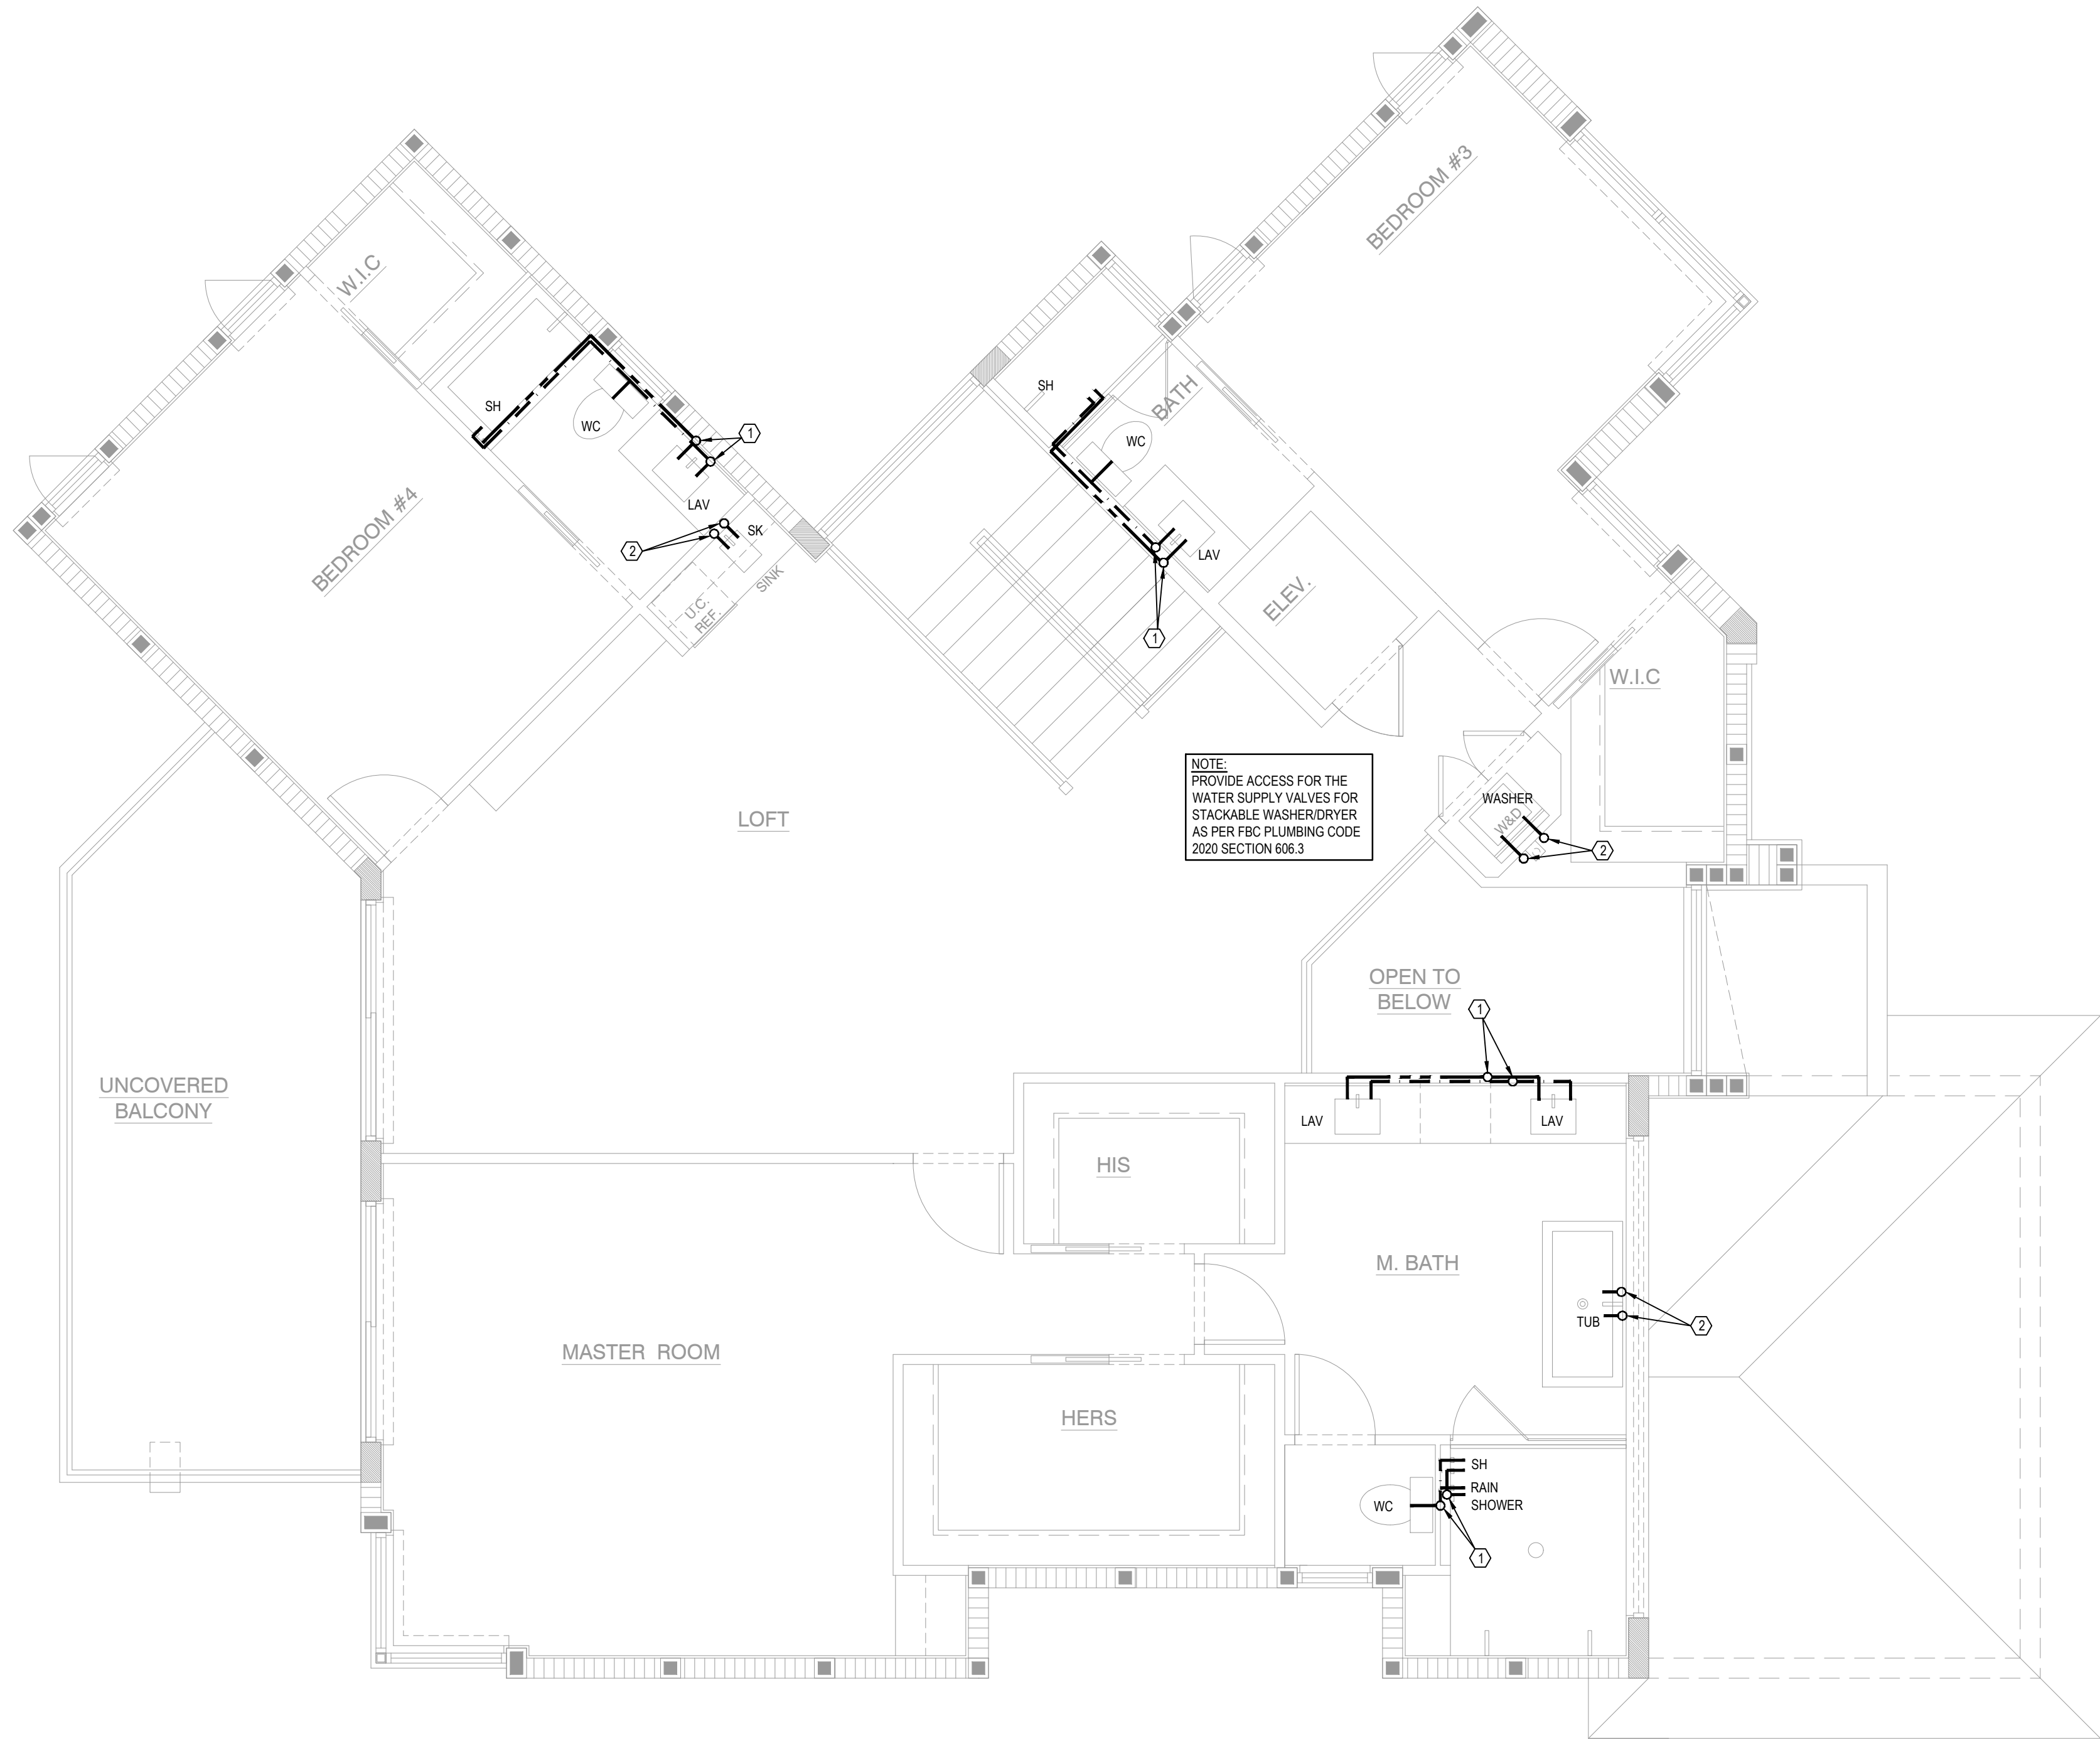 BEDROOM #3
W.I.C
SH
WC
1
LAV
2
SK
SINK
U.C.
REF.
BEDROOM #4
SH
BATH
WC
LAV
1
ELEV.
W.I.C
NOTE:
PROVIDE ACCESS FOR THE
WATER SUPPLY VALVES FOR
STACKABLE WASHER/DRYER
AS PER FBC PLUMBING CODE
2020 SECTION 606.3
WASHER
W&D
2
LOFT
OPEN TO
BELOW
1
UNCOVERED
BALCONY
LAV
LAV
HIS
M. BATH
TUB
2
MASTER ROOM
HERS
SH
RAIN
SHOWER
WC
1